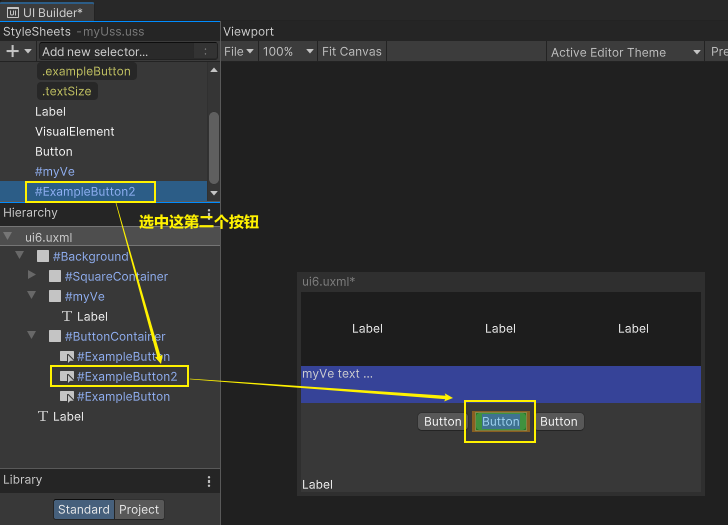 UI Builder*
StyleSheets - myUss.uss
Add new selector...
.exampleButton
.textSize
Label
VisualElement
Button
#myVe
#ExampleButton2
Hierarchy
选中这第二个按钮
ui6.uxml
#Background
#SquareContainer
#myVe
Label
#ButtonContainer
#ExampleButton
#ExampleButton2
#ExampleButton
Label
Library
Standard Project
Viewport
File 100% Fit Canvas Active Editor Theme Pre
ui6.uxml*
Label Label Label
myVe text ...
Button Button Button
Label